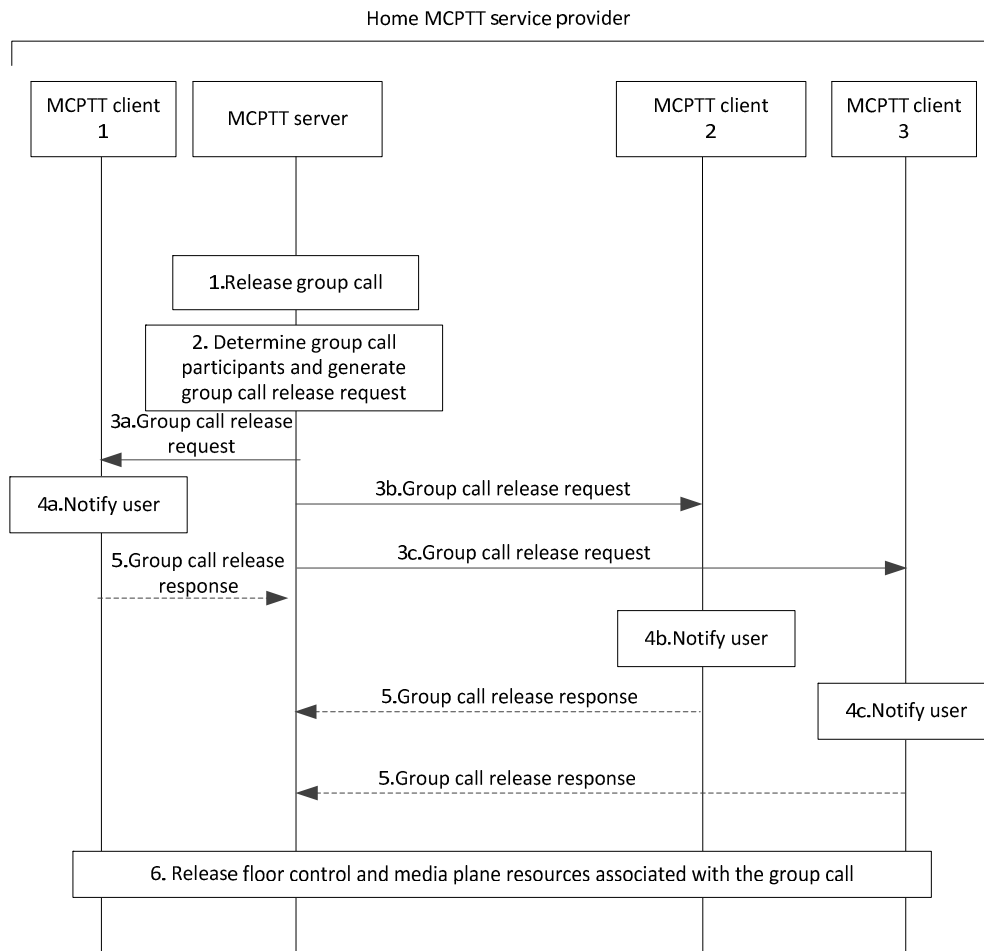 Home MCPTT service provider
MCPTT client
1
MCPTT server
MCPTT client
2
MCPTT client
3
1.Release group call
2. Determine group call
participants and generate
group call release request
3a.Group call release
request
4a.Notify user
3b.Group call release request
5.Group call release
response
3c.Group call release request
4b.Notify user
5.Group call release response
4c.Notify user
5.Group call release response
6. Release floor control and media plane resources associated with the group call